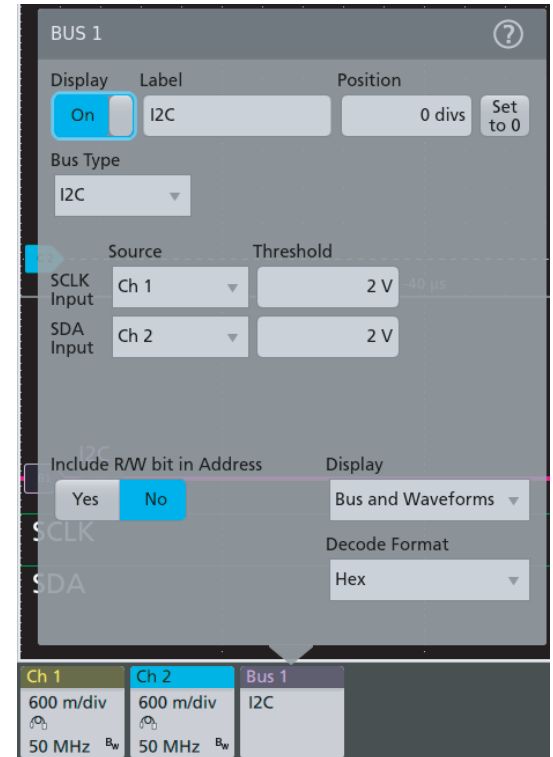 BUS 1
?
Display Label Position
On I2C 0 divs Set to 0
Bus Type
I2C
Source Threshold
SCLK Input Ch 1 2 V -40 µs
SDA Input Ch 2 2 V
I2C
Include R/W bit in Address Display
Yes No Bus and Waveforms
SCLK
Decode Format
SDA
Hex
Ch 1 Ch 2 Bus 1
600 m/div 600 m/div I2C
50 MHz Bw 50 MHz Bw